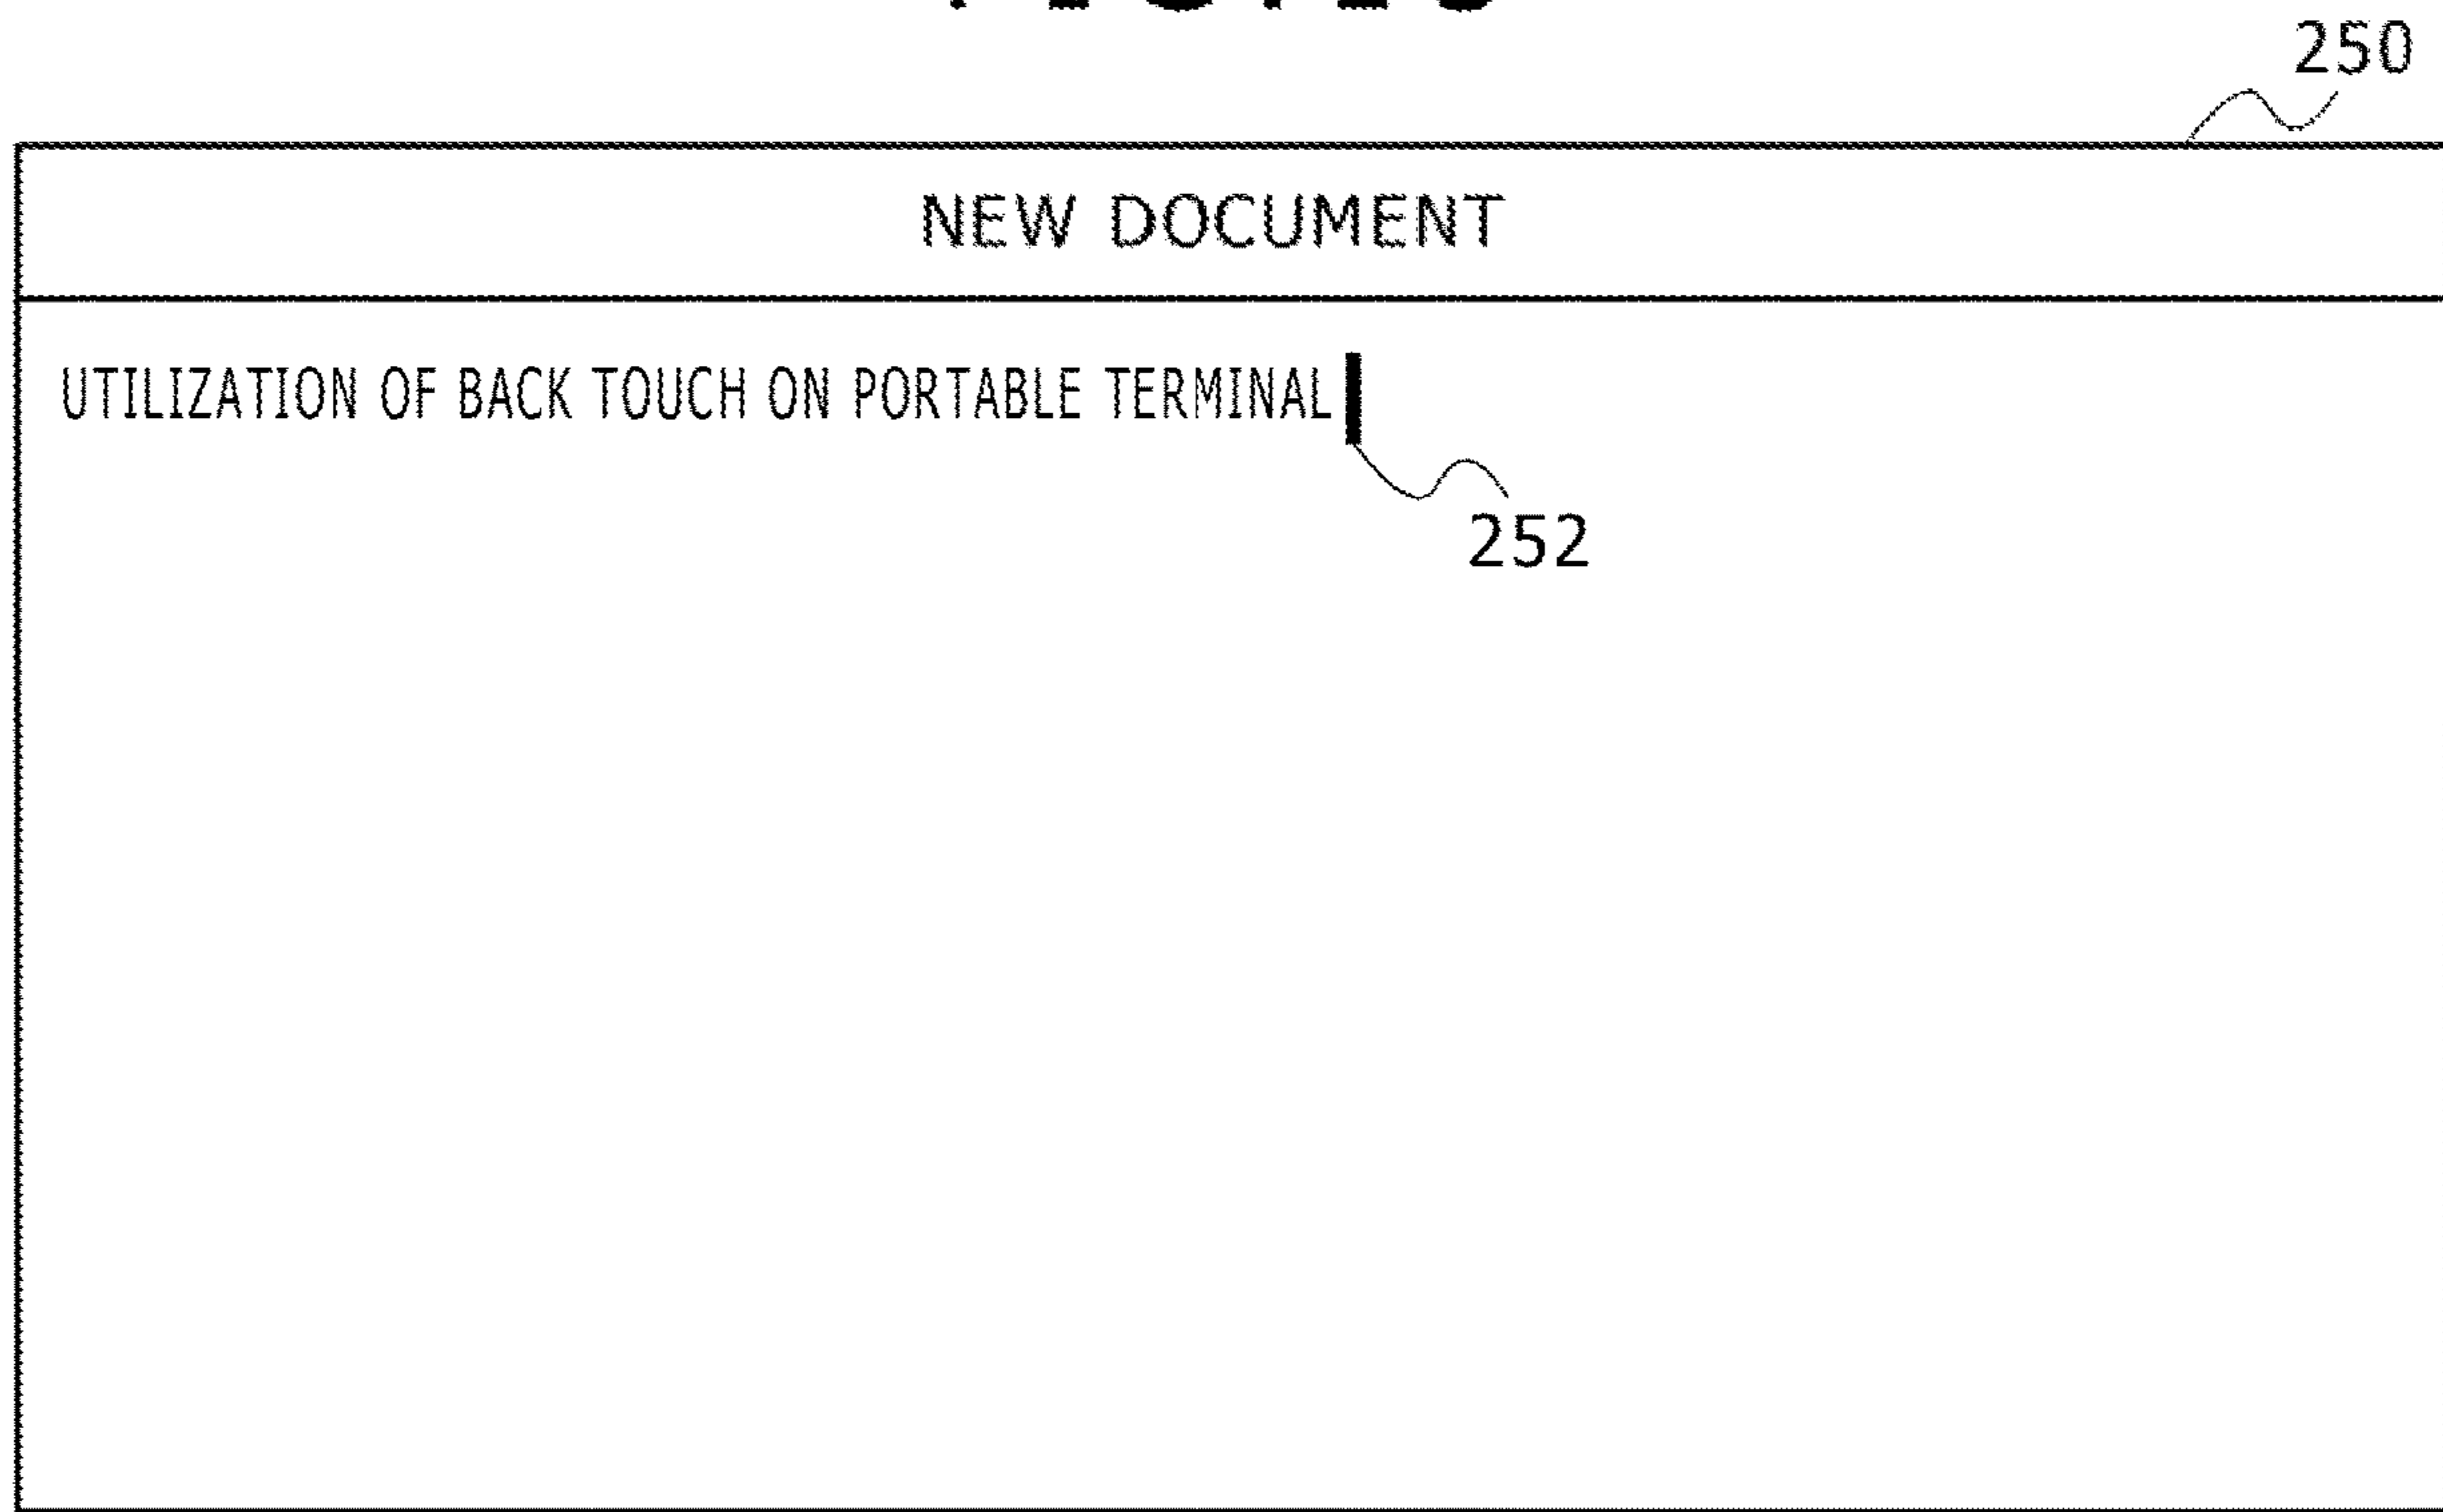 250
NEW DOCUMENT
UTILIZATION OF BACK TOUCH ON PORTABLE TERMINAL
252